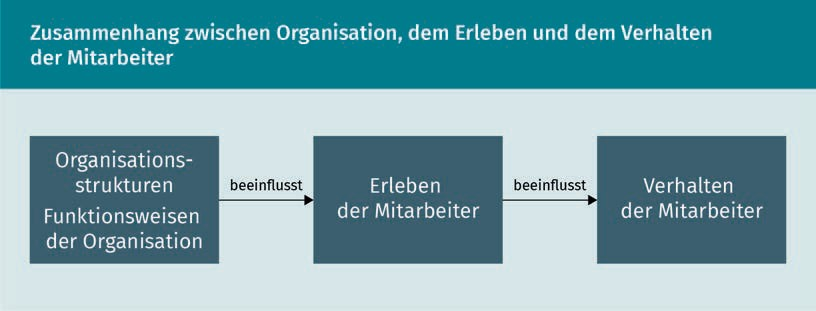 Zusammenhang zwischen Organisation, dem Erleben und dem Verhalten
der Mitarbeiter
Organisations-
strukturen
Funktionsweisen
der Organisation
beeinflusst
Erleben
der Mitarbeiter
beeinflusst
Verhalten
der Mitarbeiter